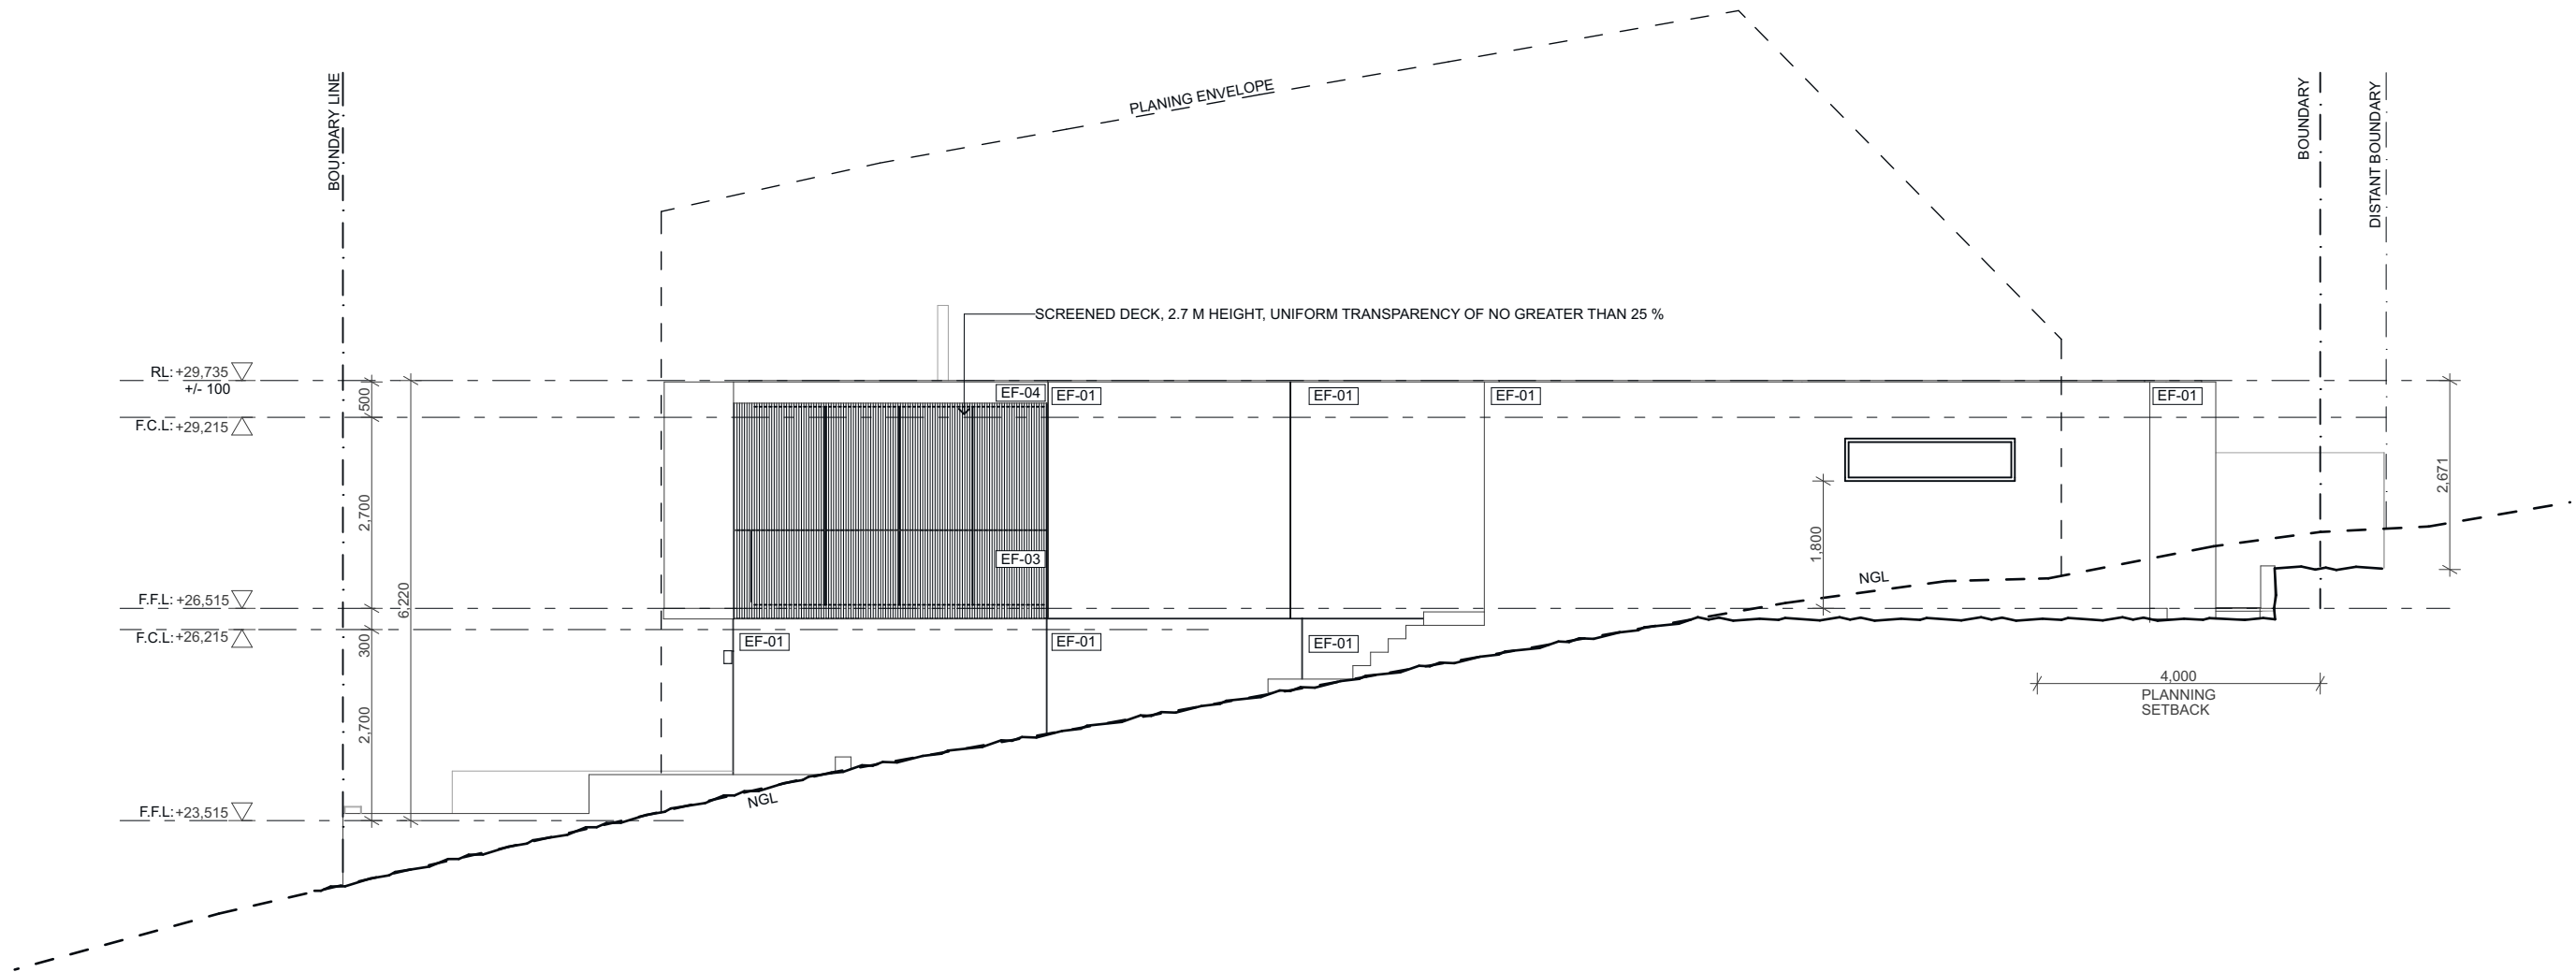 BOUNDARY LINE
PLANING ENVELOPE
BOUNDARY
DISTANT BOUNDARY
SCREENED DECK, 2.7 M HEIGHT, UNIFORM TRANSPARENCY OF NO GREATER THAN 25 %
RL: +29,735
+/- 100
500
EF-04
EF-01
EF-01
EF-01
EF-01
F.C.L: +29,215
2,700
2,671
1,800
EF-03
NGL
F.F.L: +26,515
6,220
F.C.L: +26,215
300
EF-01
EF-01
EF-01
4,000
PLANNING
SETBACK
2,700
NGL
F.F.L: +23,515